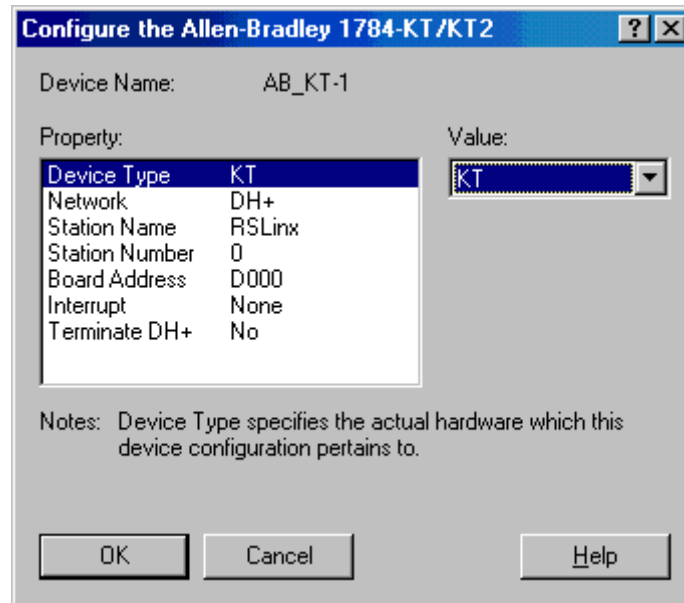 Configure the Allen-Bradley 1784-KT/KT2
Device Name: AB_KT-1
Property: Value:
Device Type KT KT
Network DH+
Station Name RSLinx
Station Number 0
Board Address D000
Interrupt None
Terminate DH+ No
Notes: Device Type specifies the actual hardware which this
device configuration pertains to.
OK Cancel Help